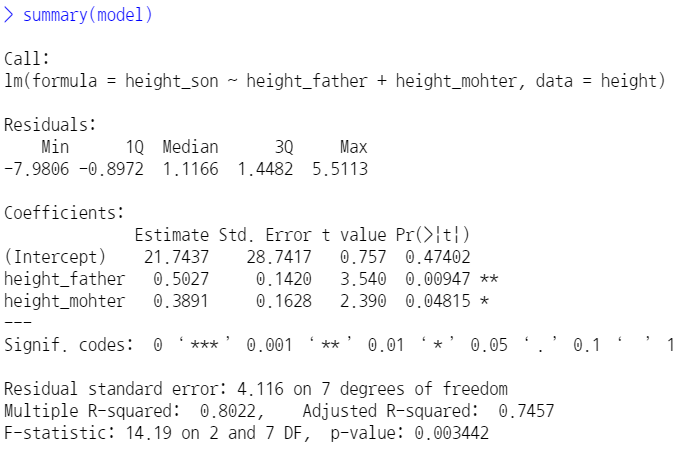 > summary(model)
Call:
lm(formula = height_son ~ height_father + height_mohter, data = height)
Residuals:
Min 1Q Median 3Q Max
-7.9806 -0.8972 1.1166 1.4482 5.5113
Coefficients:
Estimate Std. Error t value Pr(>|t|)
(Intercept) 21.7437 28.7417 0.757 0.47402
height_father 0.5027 0.1420 3.540 0.00947 **
height_mohter 0.3891 0.1628 2.390 0.04815 *
---
Signif. codes: 0 ‘***’ 0.001 ‘**’ 0.01 ‘*’ 0.05 ‘.’ 0.1 ‘ ’ 1
Residual standard error: 4.116 on 7 degrees of freedom
Multiple R-squared: 0.8022, Adjusted R-squared: 0.7457
F-statistic: 14.19 on 2 and 7 DF, p-value: 0.003442